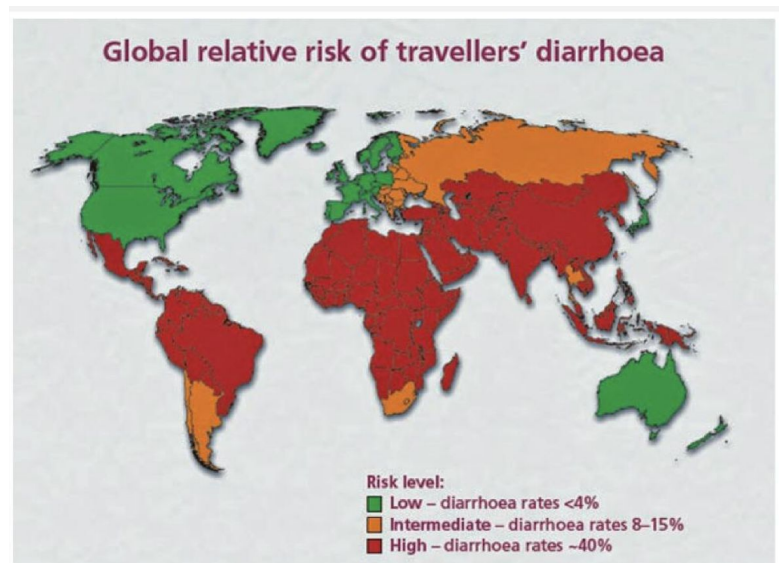 Global relative risk of travellers' diarrhoea
Risk level:
Low – diarrhoea rates <4%
Intermediate – diarrhoea rates 8–15%
High – diarrhoea rates ~40%